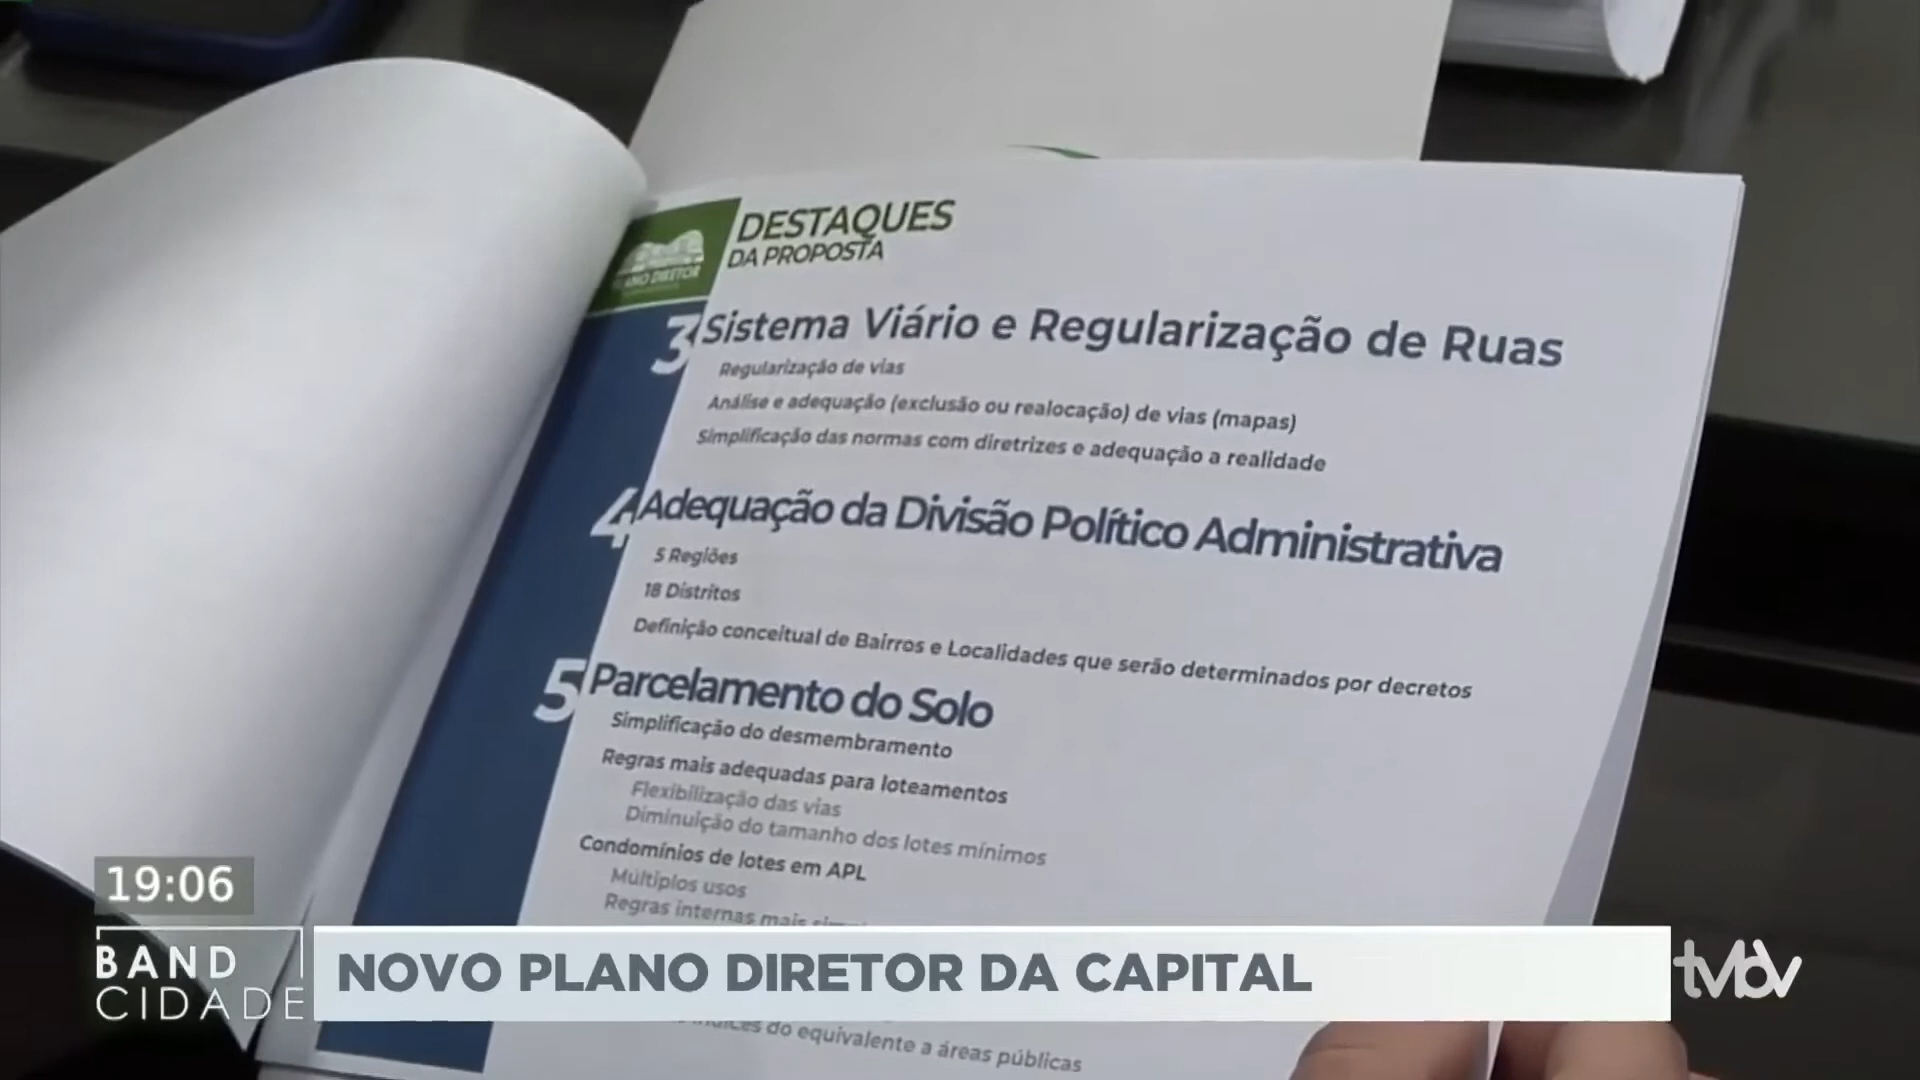 DESTAQUES
DA PROPOSTA
PLANO DIRETOR
3 Sistema Viário e Regularização de Ruas
Regularização de vias
Análise e adequação (exclusão ou realocação) de vias (mapas)
Simplificação das normas com diretrizes e adequação a realidade
4 Adequação da Divisão Político Administrativa
5 Regiões
18 Distritos
Definição conceitual de Bairros e Localidades que serão determinados por decretos
5 Parcelamento do Solo
Simplificação do desmembramento
Regras mais adequadas para loteamentos
Flexibilização das vias
Diminuição do tamanho dos lotes mínimos
Condomínios de lotes em APL
Múltiplos usos
Regras internas mais
do equivalente a áreas públicas
19:06
BAND
CIDADE
NOVO PLANO DIRETOR DA CAPITAL
tvbv